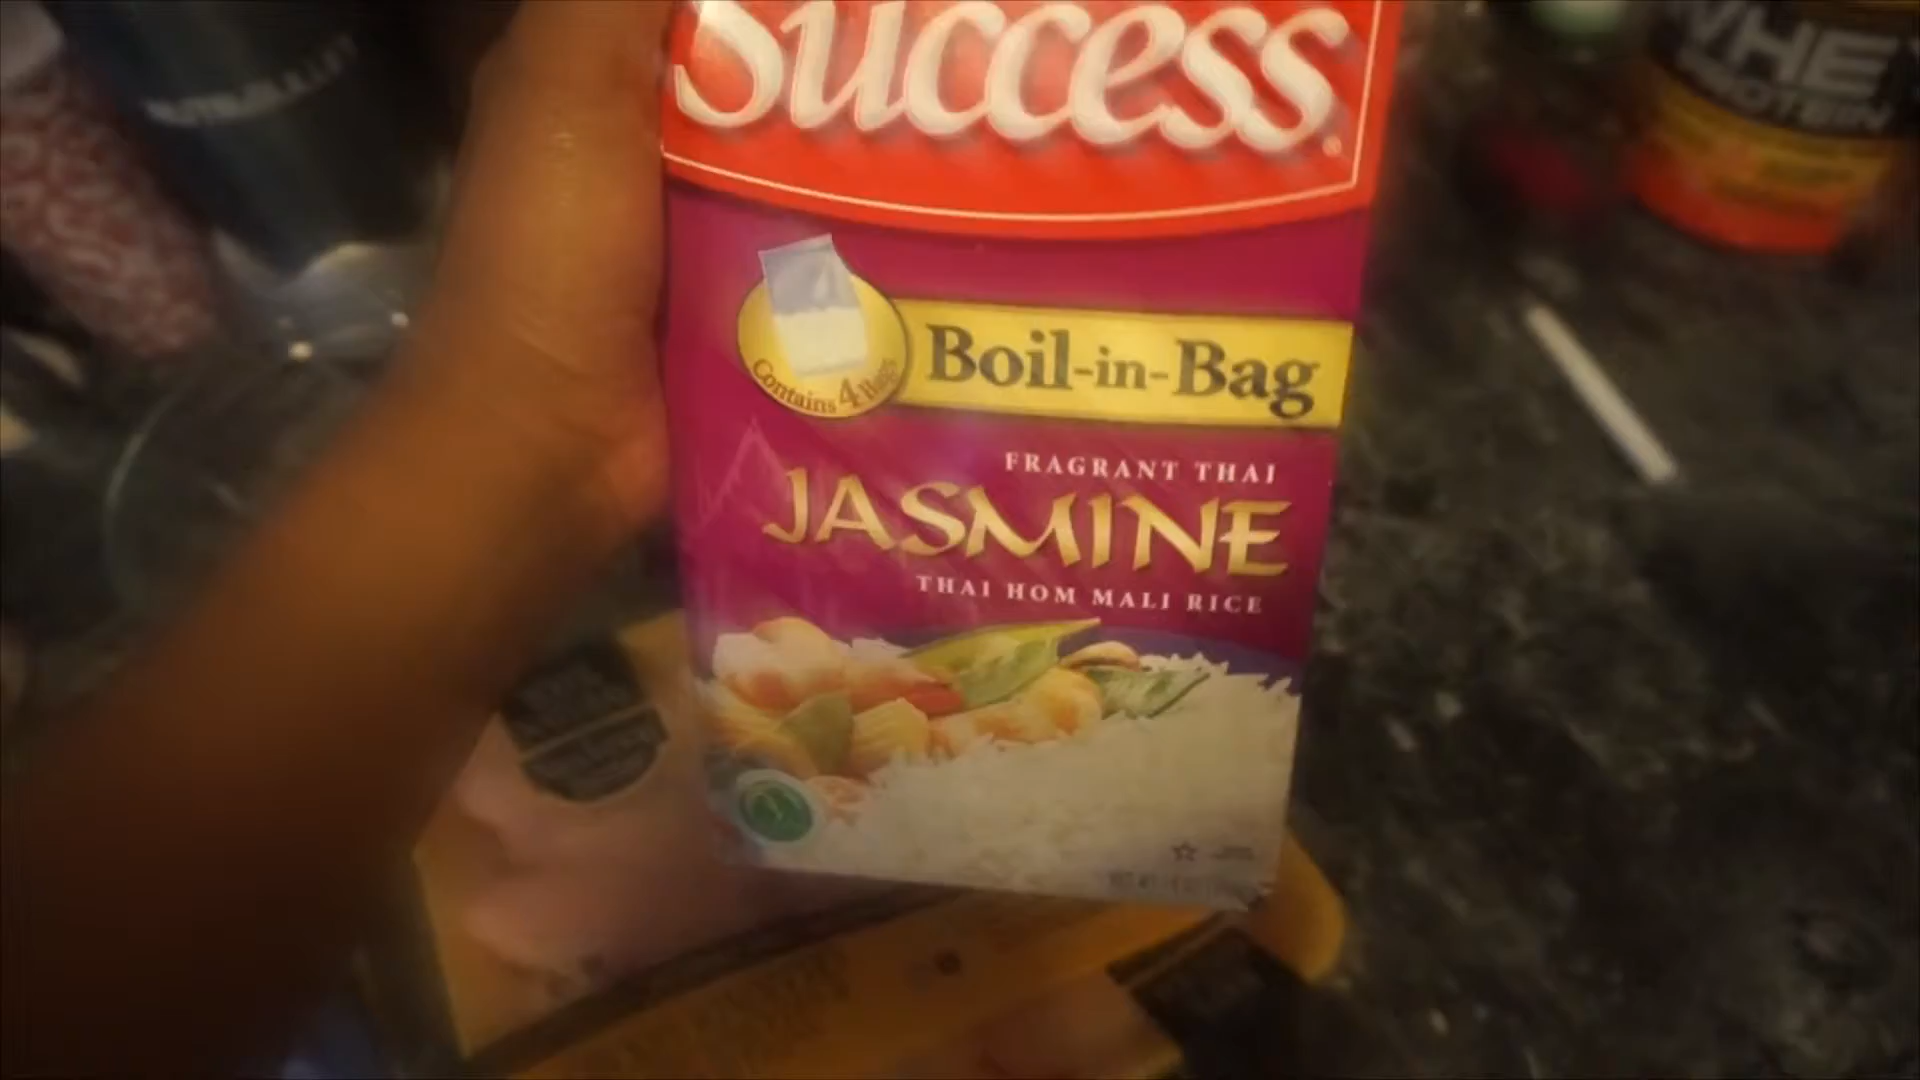 Success
WHEY
PROTEIN
Boil-in-Bag
Contains 4 Bags
FRAGRANT THAI
JASMINE
THAI HOM MALI RICE